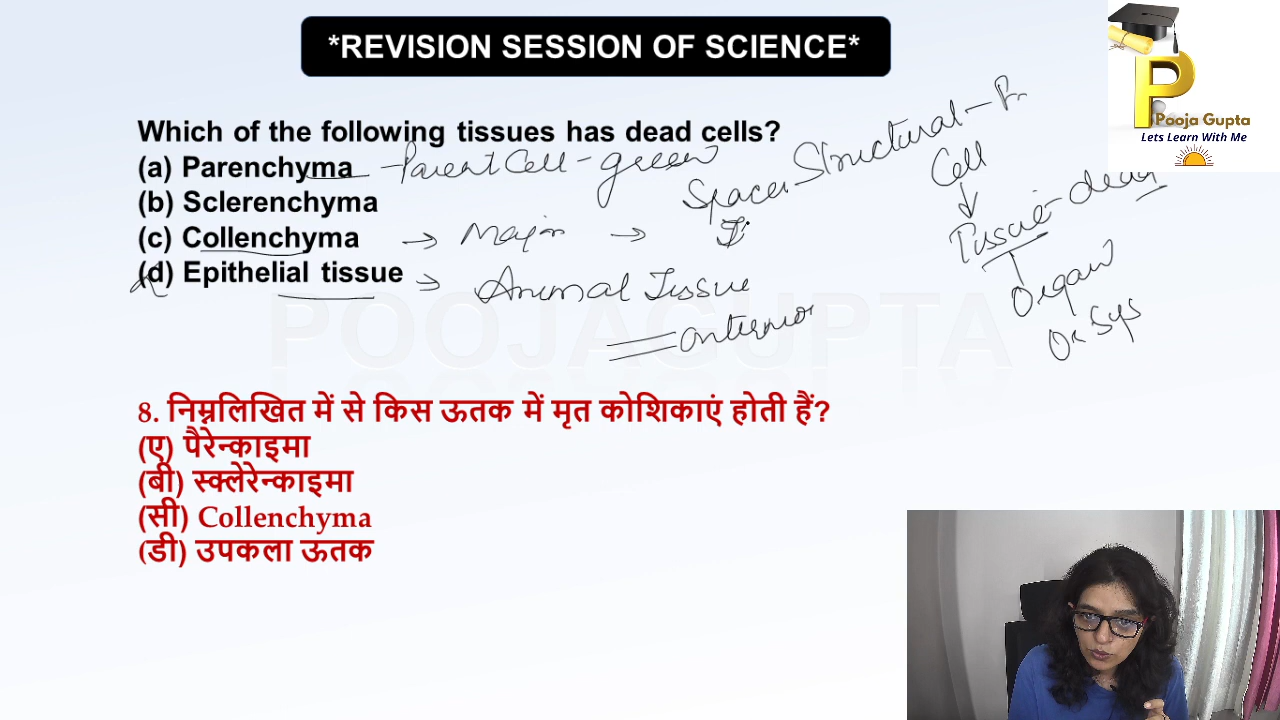 *REVISION SESSION OF SCIENCE*
P
Pooja Gupta
Lets Learn With Me
Which of the following tissues has dead cells?
(a) Parenchyma - Parent Cell - green
(b) Sclerenchyma
(c) Collenchyma → Major →
(d) Epithelial tissue → Animal Tissue
Spaces
Structural -
Cell
Tissue - dead
Organ
Or Sys
POOJAGUPTA
8. निम्नलिखित में से किस ऊतक में मृत कोशिकाएं होती हैं?
(ए) पैरेन्काइमा
(बी) स्क्लेरेन्काइमा
(सी) Collenchyma
(डी) उपकला ऊतक